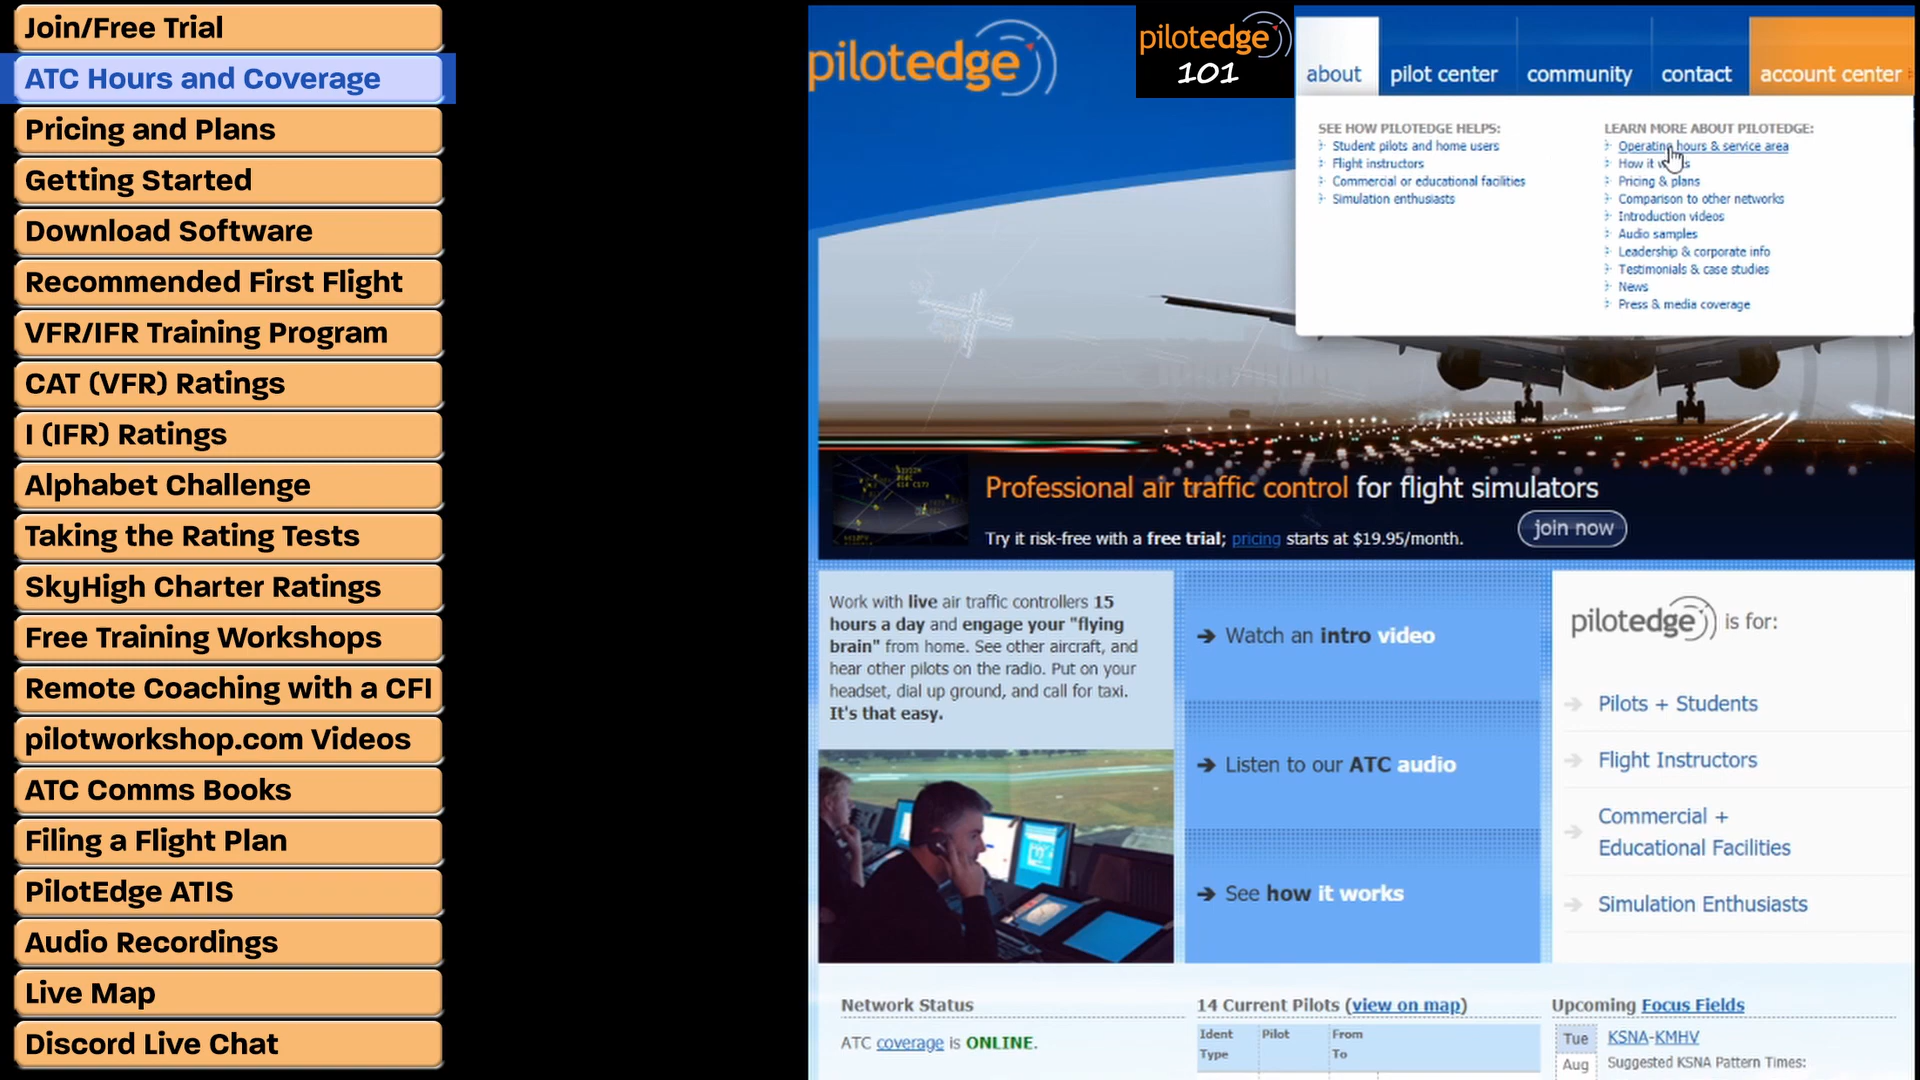 Join/Free Trial
ATC Hours and Coverage
Pricing and Plans
Getting Started
Download Software
Recommended First Flight
VFR/IFR Training Program
CAT (VFR) Ratings
I (IFR) Ratings
Alphabet Challenge
Taking the Rating Tests
SkyHigh Charter Ratings
Free Training Workshops
Remote Coaching with a CFI
pilotworkshop.com Videos
ATC Comms Books
Filing a Flight Plan
PilotEdge ATIS
Audio Recordings
Live Map
Discord Live Chat
pilotedge
pilotedge
101
about
pilot center
community
contact
account center
SEE HOW PILOTEDGE HELPS:
Student pilots and home users
Flight instructors
Commercial or educational facilities
Simulation enthusiasts
LEARN MORE ABOUT PILOTEDGE:
Operating hours & service area
How it
Pricing & plans
Comparison to other networks
Introduction videos
Audio samples
Leadership & corporate info
Testimonials & case studies
News
Press & media coverage
Professional air traffic control for flight simulators
Try it risk-free with a free trial; pricing starts at $19.95/month.
join now
Work with live air traffic controllers 15
hours a day and engage your "flying
brain" from home. See other aircraft, and
hear other pilots on the radio. Put on your
headset, dial up ground, and call for taxi.
It's that easy.
Watch an intro video
Listen to our ATC audio
See how it works
pilotedge is for:
Pilots + Students
Flight Instructors
Commercial +
Educational Facilities
Simulation Enthusiasts
Network Status
ATC coverage is ONLINE.
14 Current Pilots (view on map)
Ident Pilot From
Type To
Upcoming Focus Fields
Tue KSNA-KMHV
Aug Suggested KSNA Pattern Times: